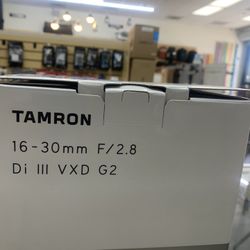 TAMRON
16-30mm F/2.8
Di III VXD G2